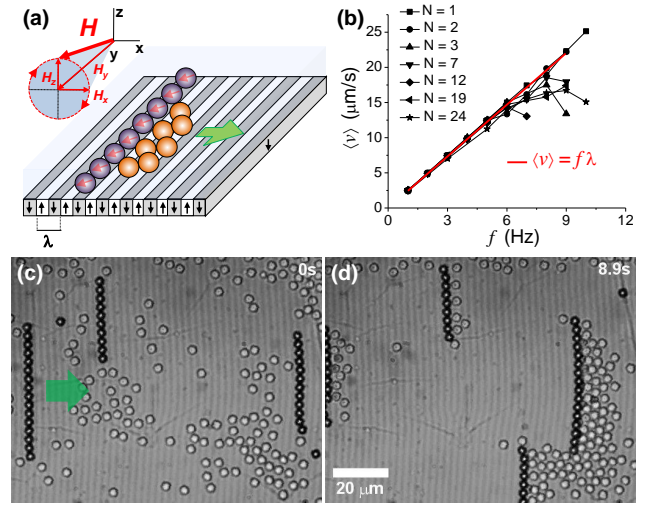 (a)
z
H
x
y
H_z
H_y
H_x
λ
(b)
⟨v⟩ (μm/s)
25
20
15
10
5
0
N = 1
N = 2
N = 3
N = 7
N = 12
N = 19
N = 24
⟨v⟩ = fλ
0 3 6 9 12
f (Hz)
(c)
0s
(d)
8.9s
20 μm